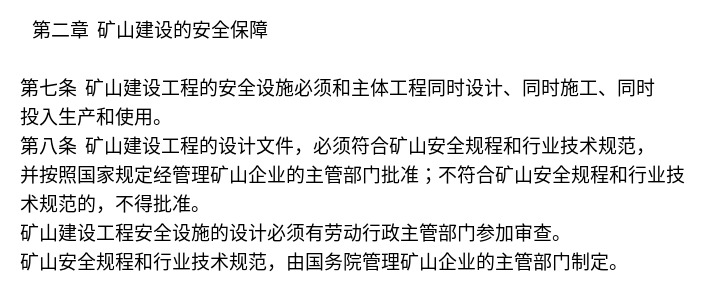 第二章 矿山建设的安全保障
第七条 矿山建设工程的安全设施必须和主体工程同时设计、同时施工、同时
投入生产和使用。
第八条 矿山建设工程的设计文件，必须符合矿山安全规程和行业技术规范，
并按照国家规定经管理矿山企业的主管部门批准；不符合矿山安全规程和行业技
术规范的，不得批准。
矿山建设工程安全设施的设计必须有劳动行政主管部门参加审查。
矿山安全规程和行业技术规范，由国务院管理矿山企业的主管部门制定。